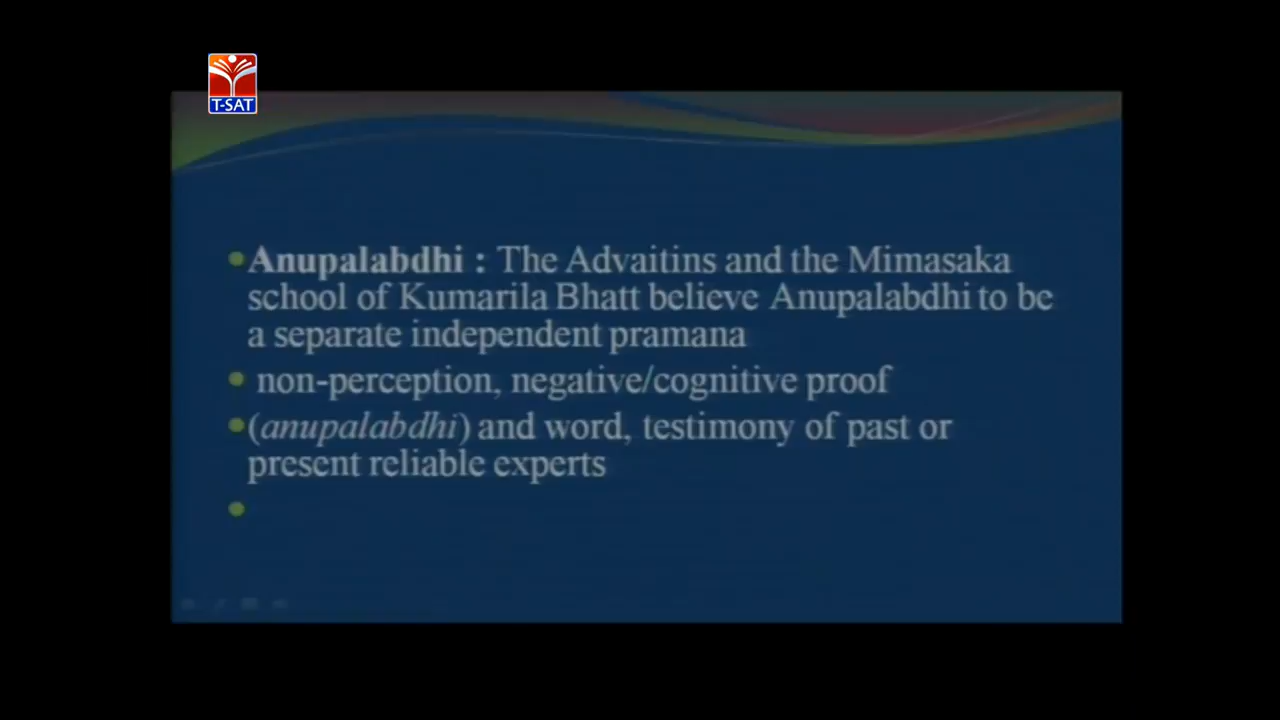 T-SAT
Anupalabdhi : The Advaitins and the Mimasaka
school of Kumarila Bhatt believe Anupalabdhi to be
a separate independent pramana
non-perception, negative/cognitive proof
(anupalabdhi) and word, testimony of past or
present reliable experts